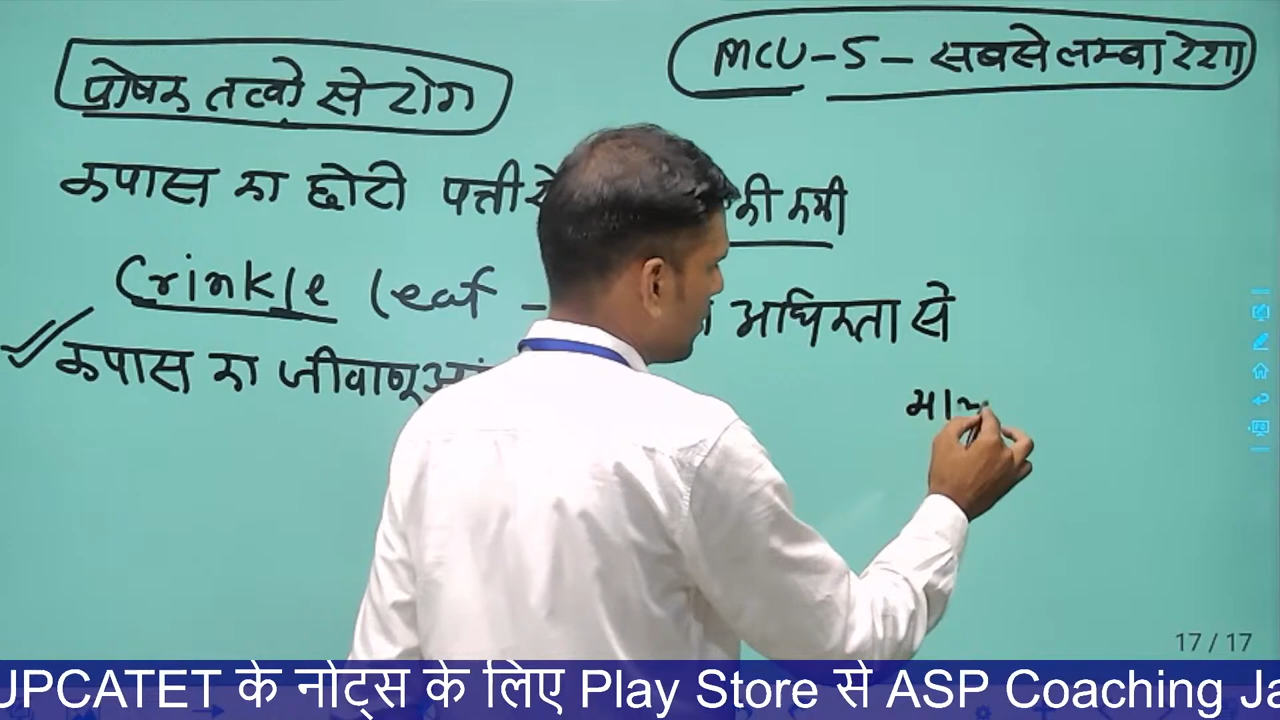 पोषक तत्वो से रोग
MCU-5 - सबसे लम्बा रेशा
कपास का छोटी पत्ती की कमी
Crinkle leaf - अधिकता से
कपास का जीवाणु
17 / 17
UPCATET के नोट्स के लिए Play Store से ASP Coaching Ja